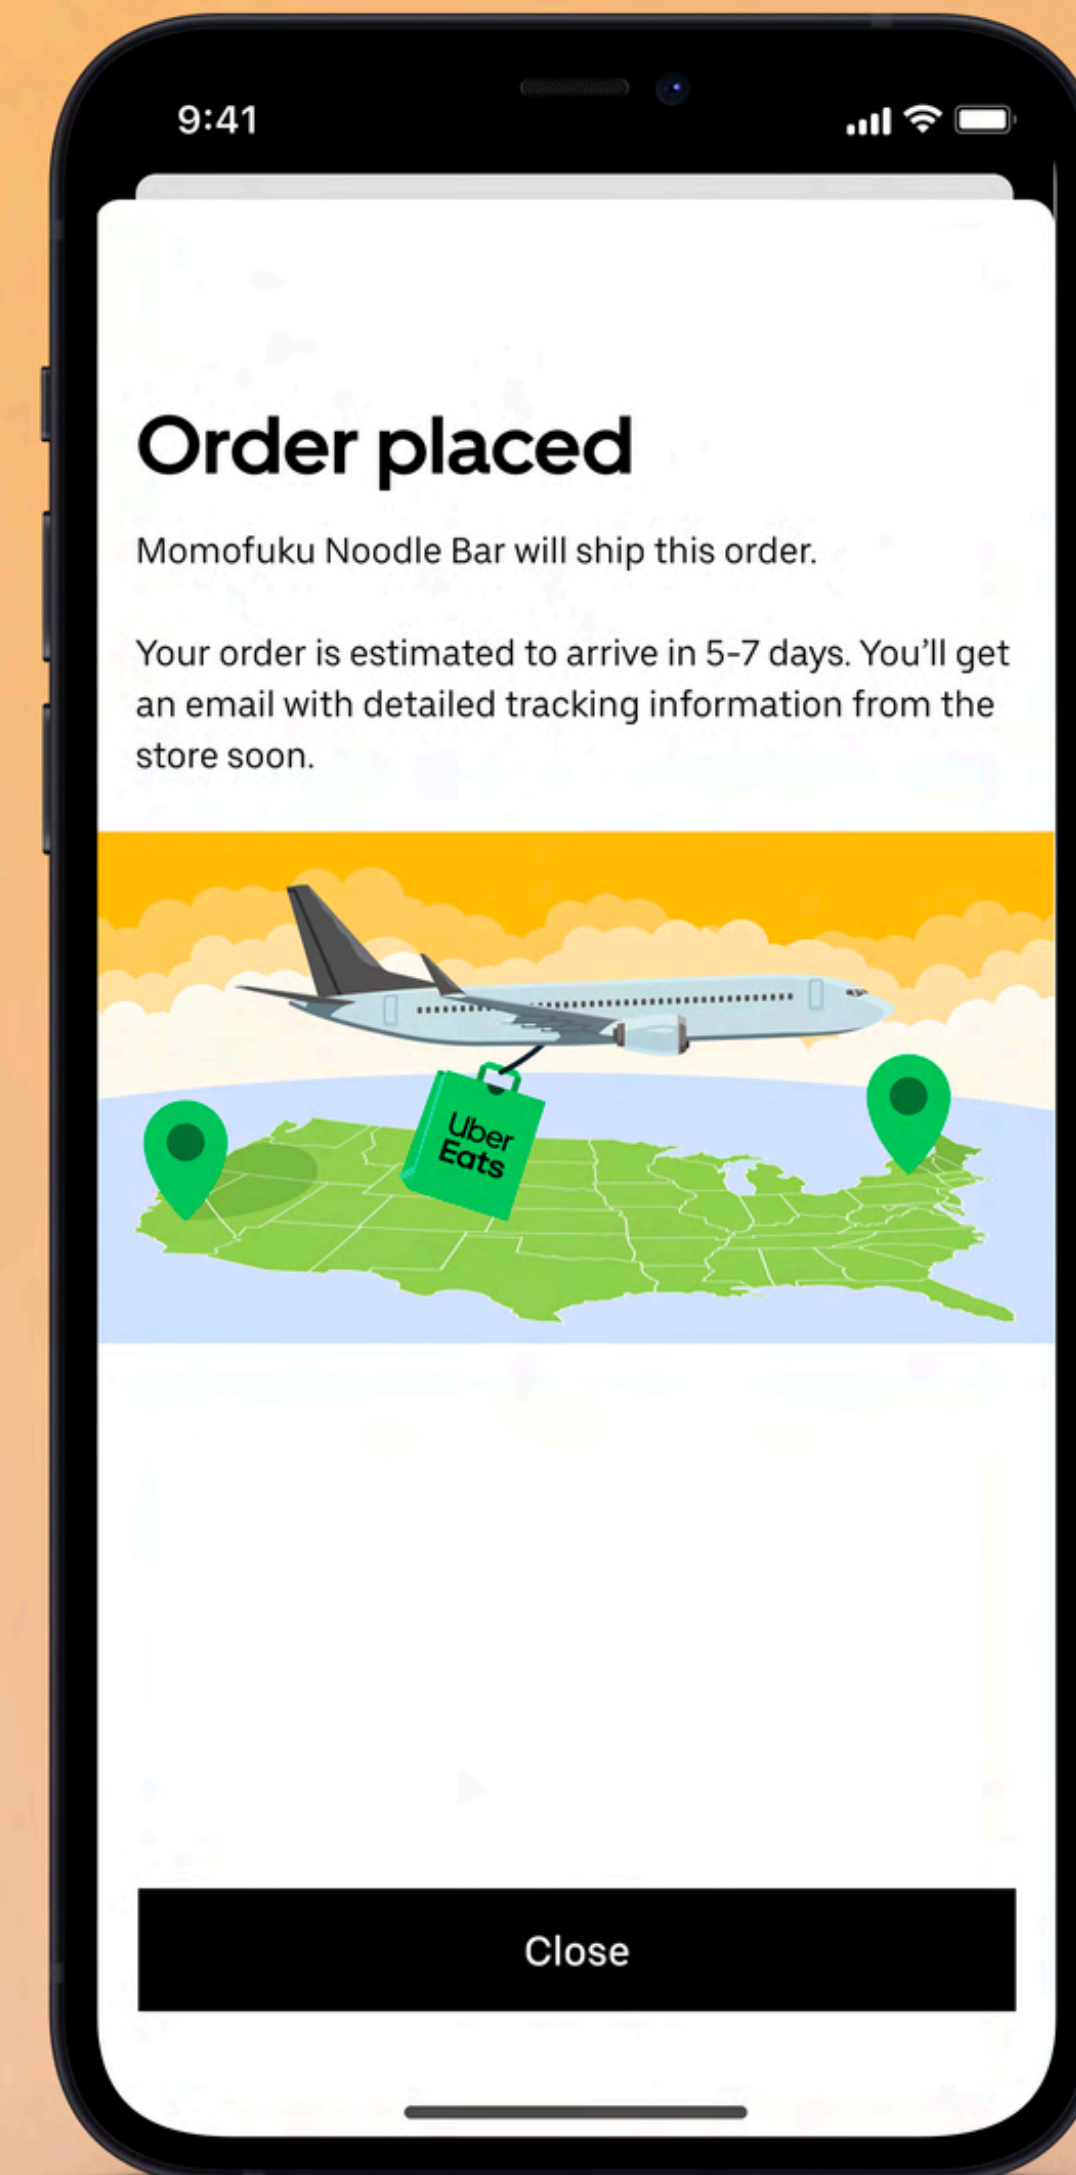 9:41
Order placed
Momofuku Noodle Bar will ship this order.
Your order is estimated to arrive in 5-7 days. You’ll get
an email with detailed tracking information from the
store soon.
Uber
Eats
Close